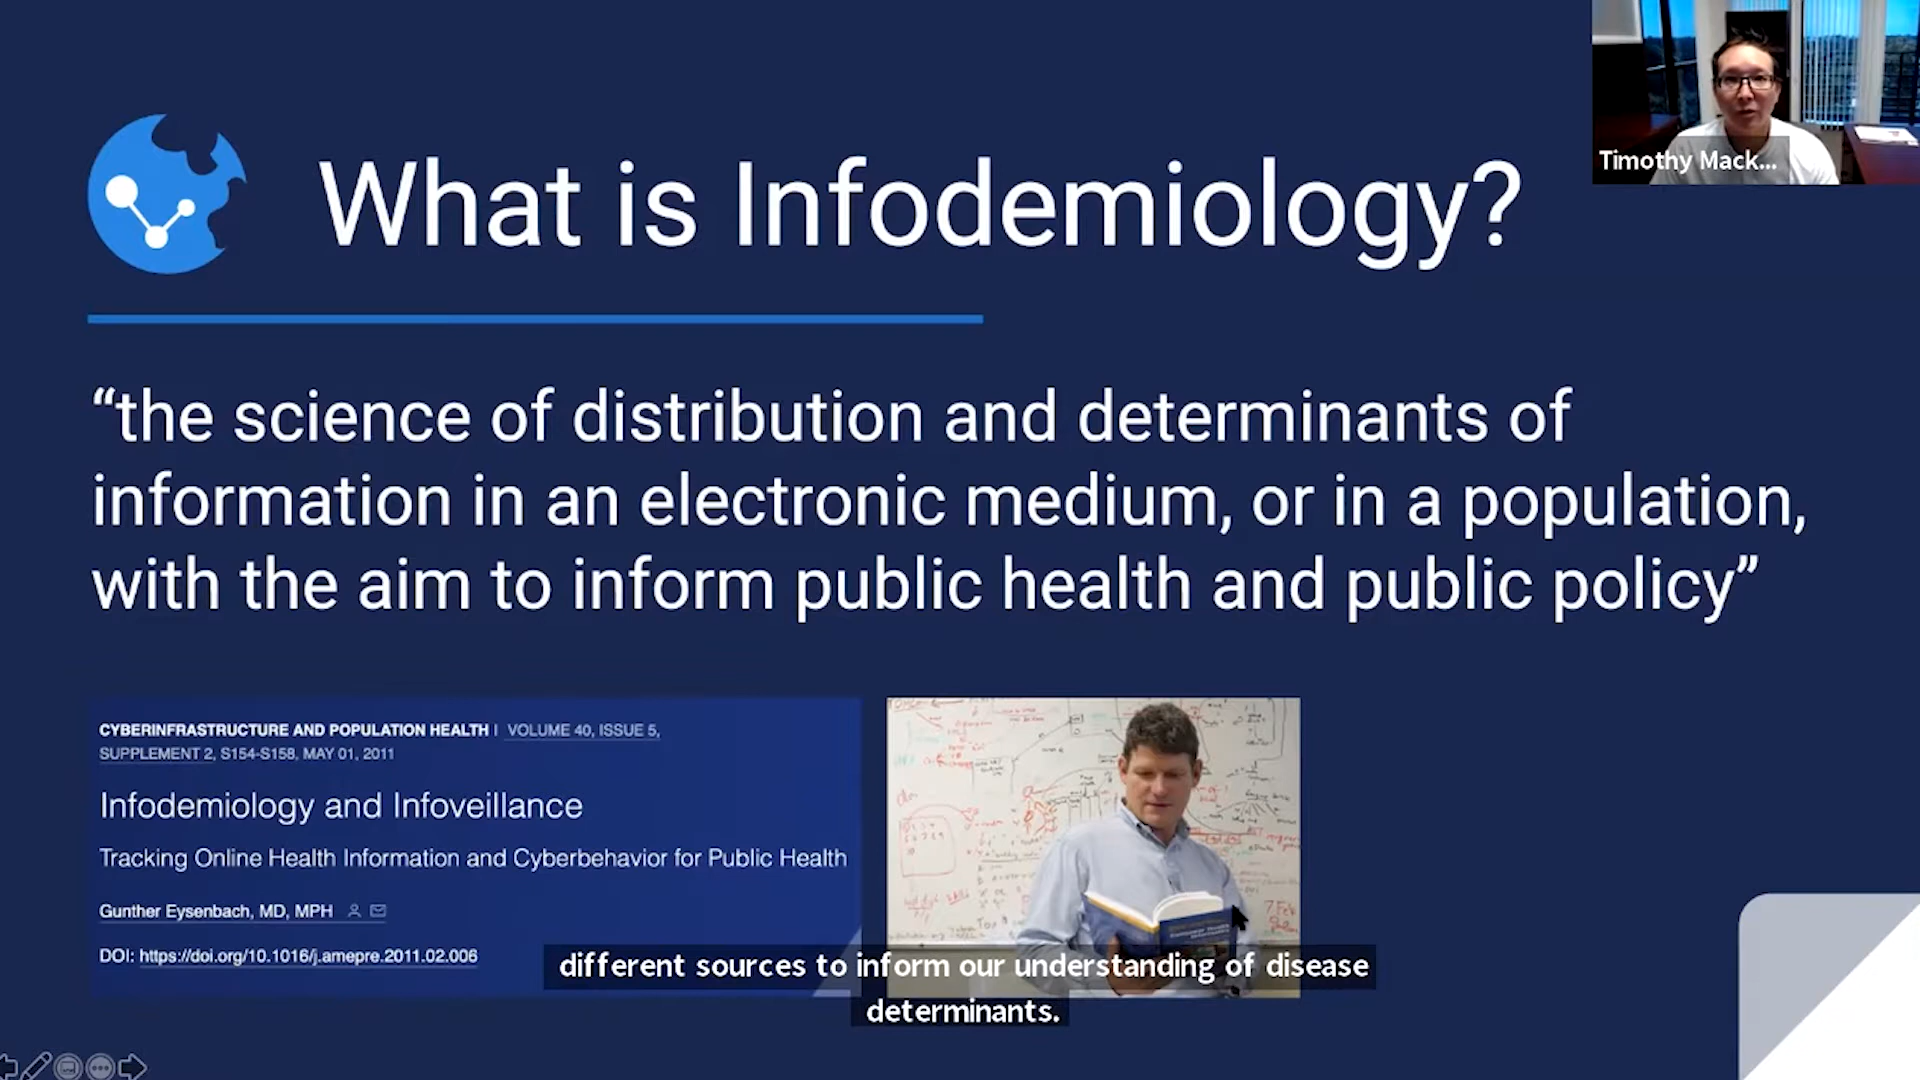 What is Infodemiology?
Timothy Mack...
“the science of distribution and determinants of
information in an electronic medium, or in a population,
with the aim to inform public health and public policy”
CYBERINFRASTRUCTURE AND POPULATION HEALTH | VOLUME 40, ISSUE 5,
SUPPLEMENT 2, S154-S158, MAY 01, 2011
Infodemiology and Infoveillance
Tracking Online Health Information and Cyberbehavior for Public Health
Gunther Eysenbach, MD, MPH
DOI: https://doi.org/10.1016/j.amepre.2011.02.006
different sources to inform our understanding of disease
determinants.